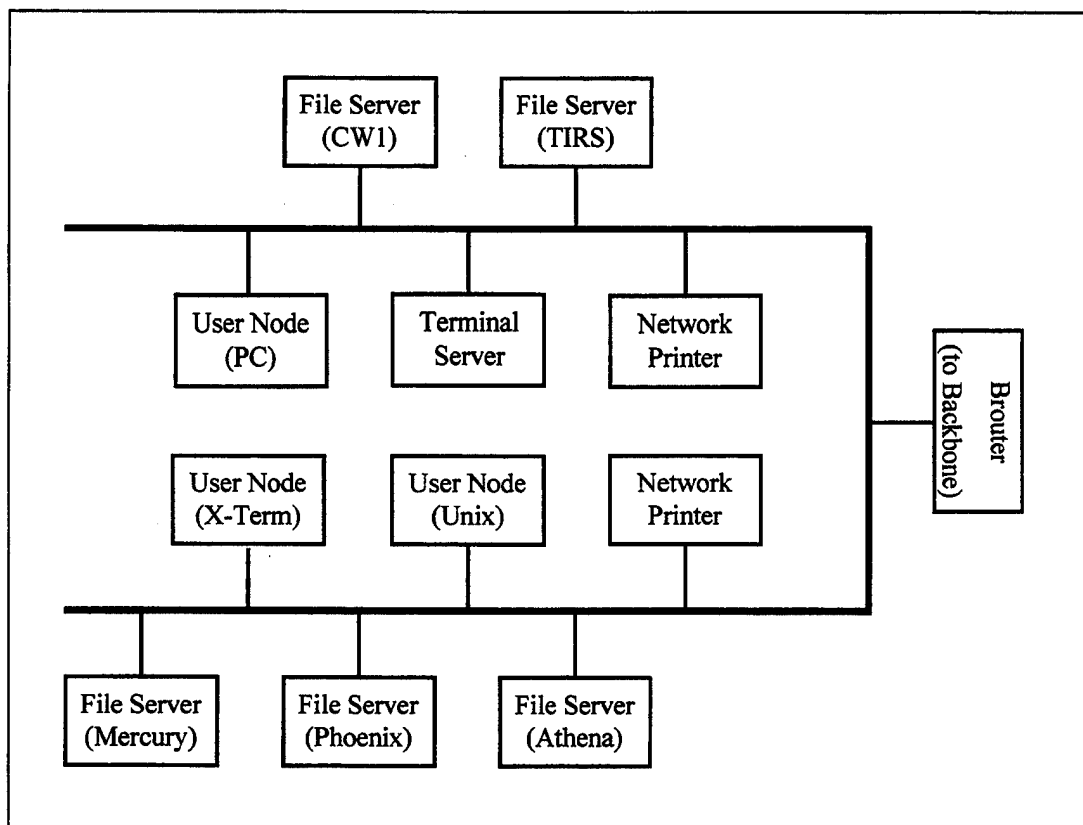 File Server
(CW1)
File Server
(TIRS)
User Node
(PC)
Terminal
Server
Network
Printer
Brouter
(to Backbone)
User Node
(X-Term)
User Node
(Unix)
Network
Printer
File Server
(Mercury)
File Server
(Phoenix)
File Server
(Athena)